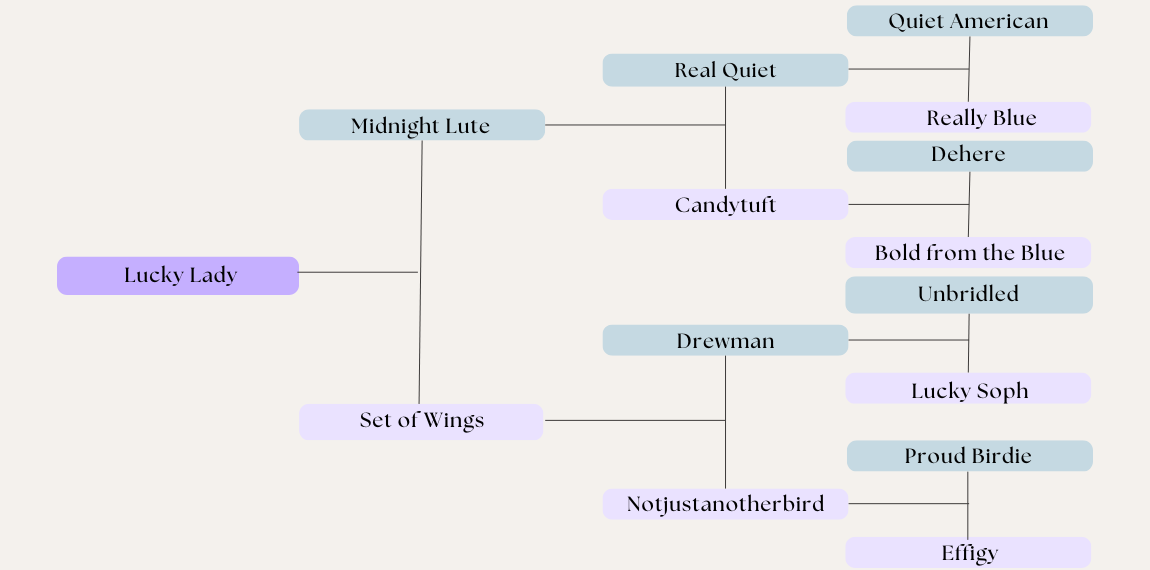 Quiet American
Real Quiet
Really Blue
Midnight Lute
Dehere
Candytuft
Bold from the Blue
Lucky Lady
Unbridled
Drewman
Lucky Soph
Set of Wings
Proud Birdie
Notjustanotherbird
Effigy